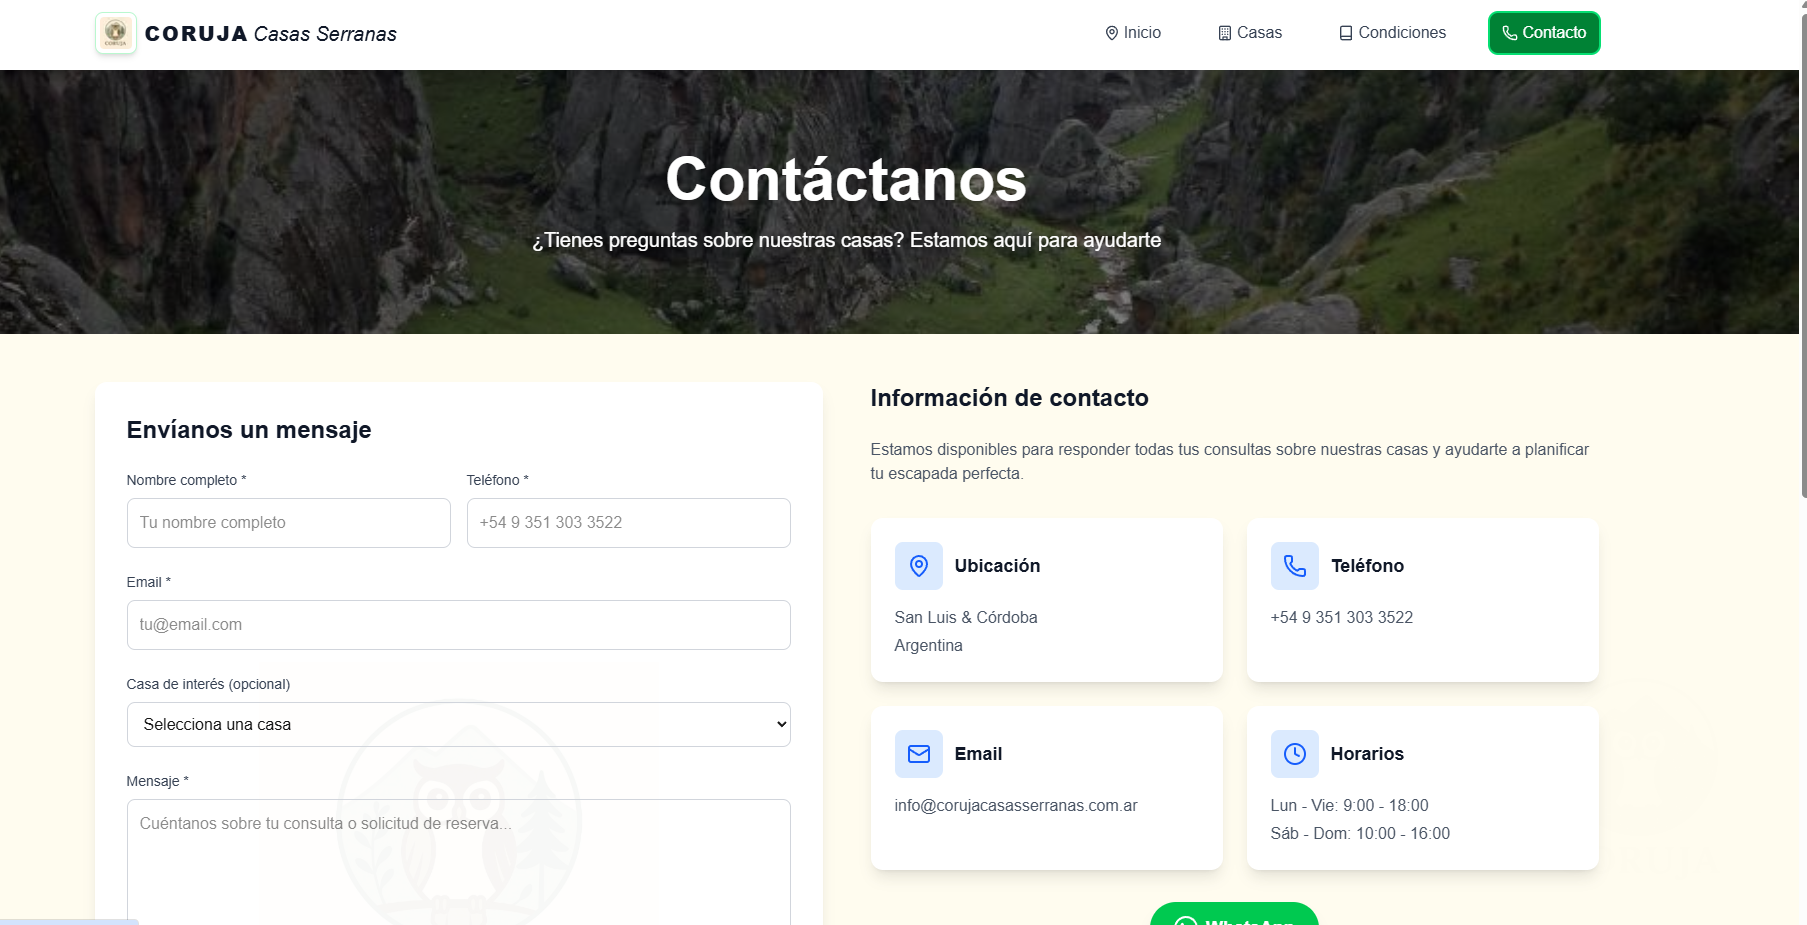 CORUJA
CORUJA Casas Serranas
Inicio
Casas
Condiciones
Contacto
Contáctanos
¿Tienes preguntas sobre nuestras casas? Estamos aquí para ayudarte
Envíanos un mensaje
Nombre completo *
Teléfono *
Tu nombre completo
+54 9 351 303 3522
Email *
tu@email.com
Casa de interés (opcional)
Selecciona una casa
Mensaje *
Cuéntanos sobre tu consulta o solicitud de reserva...
Información de contacto
Estamos disponibles para responder todas tus consultas sobre nuestras casas y ayudarte a planificar
tu escapada perfecta.
Ubicación
San Luis & Córdoba
Argentina
Teléfono
+54 9 351 303 3522
Email
info@corujacasasserranas.com.ar
Horarios
Lun - Vie: 9:00 - 18:00
Sáb - Dom: 10:00 - 16:00
WhatsApp